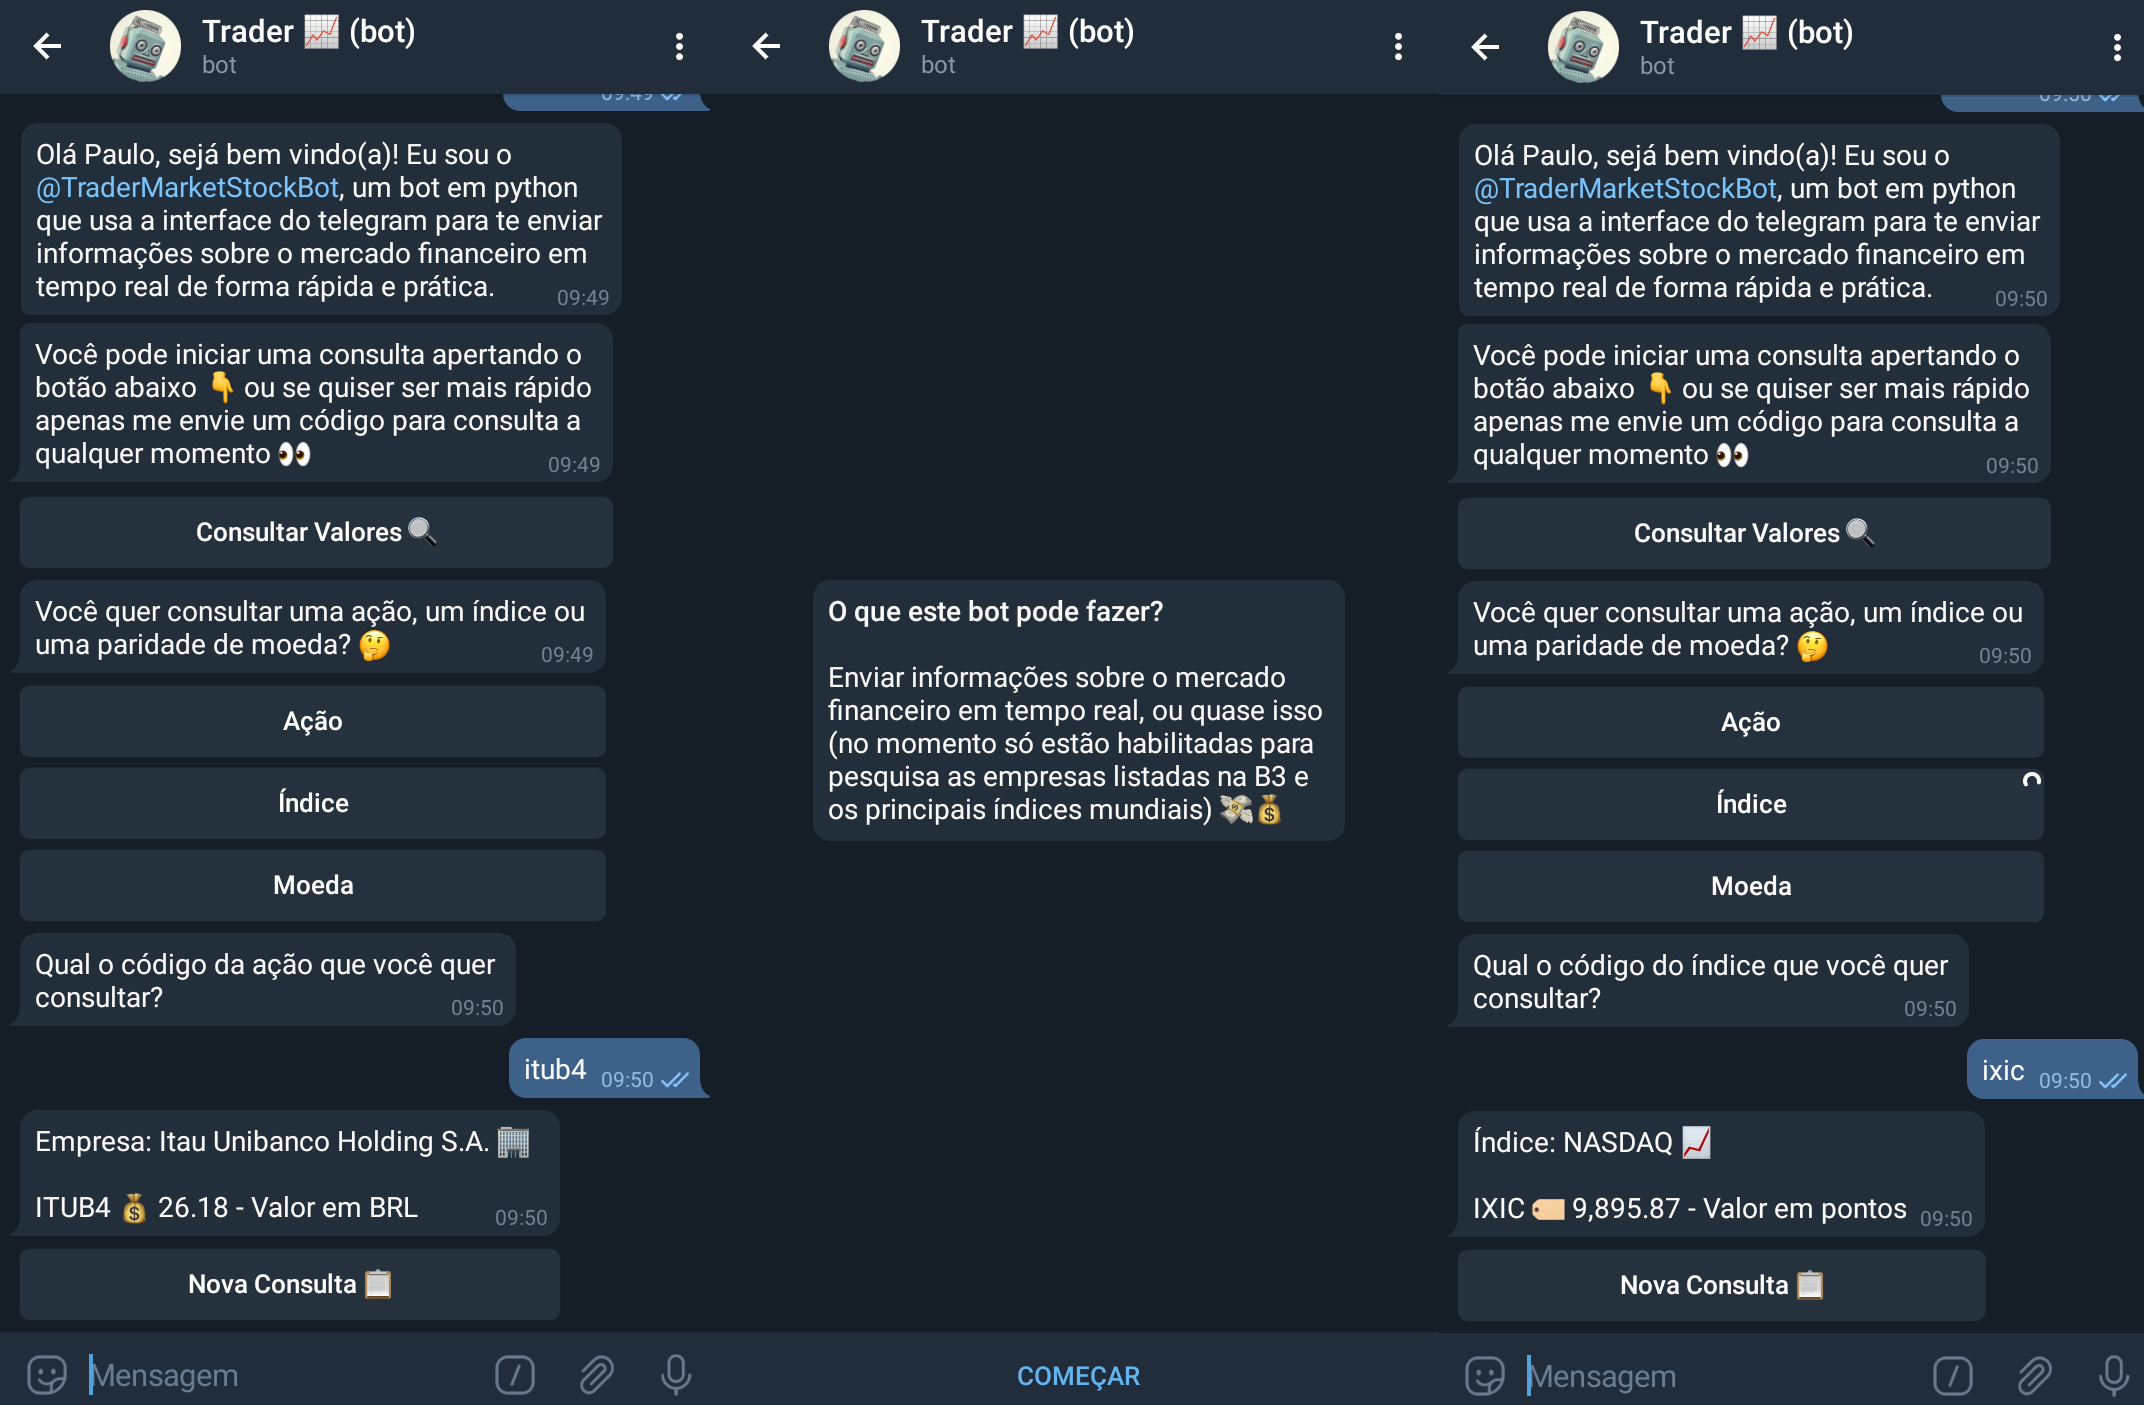 Trader 📈 (bot)
bot
09:49
Olá Paulo, sejá bem vindo(a)! Eu sou o
@TraderMarketStockBot, um bot em python
que usa a interface do telegram para te enviar
informações sobre o mercado financeiro em
tempo real de forma rápida e prática. 09:49
Você pode iniciar uma consulta apertando o
botão abaixo 👇 ou se quiser ser mais rápido
apenas me envie um código para consulta a
qualquer momento 👀 09:49
Consultar Valores 🔍
Você quer consultar uma ação, um índice ou
uma paridade de moeda? 🤔 09:49
Ação
Índice
Moeda
Qual o código da ação que você quer
consultar? 09:50
itub4 09:50
Empresa: Itau Unibanco Holding S.A. 🏢
ITUB4 💰 26.18 - Valor em BRL 09:50
Nova Consulta 📋
Mensagem
Trader 📈 (bot)
bot
O que este bot pode fazer?
Enviar informações sobre o mercado
financeiro em tempo real, ou quase isso
(no momento só estão habilitadas para
pesquisa as empresas listadas na B3 e
os principais índices mundiais) 💸💰
COMEÇAR
Trader 📈 (bot)
bot
09:50
Olá Paulo, sejá bem vindo(a)! Eu sou o
@TraderMarketStockBot, um bot em python
que usa a interface do telegram para te enviar
informações sobre o mercado financeiro em
tempo real de forma rápida e prática. 09:50
Você pode iniciar uma consulta apertando o
botão abaixo 👇 ou se quiser ser mais rápido
apenas me envie um código para consulta a
qualquer momento 👀 09:50
Consultar Valores 🔍
Você quer consultar uma ação, um índice ou
uma paridade de moeda? 🤔 09:50
Ação
Índice
Moeda
Qual o código do índice que você quer
consultar? 09:50
ixic 09:50
Índice: NASDAQ 📈
IXIC 🏷️ 9,895.87 - Valor em pontos 09:50
Nova Consulta 📋
Mensagem